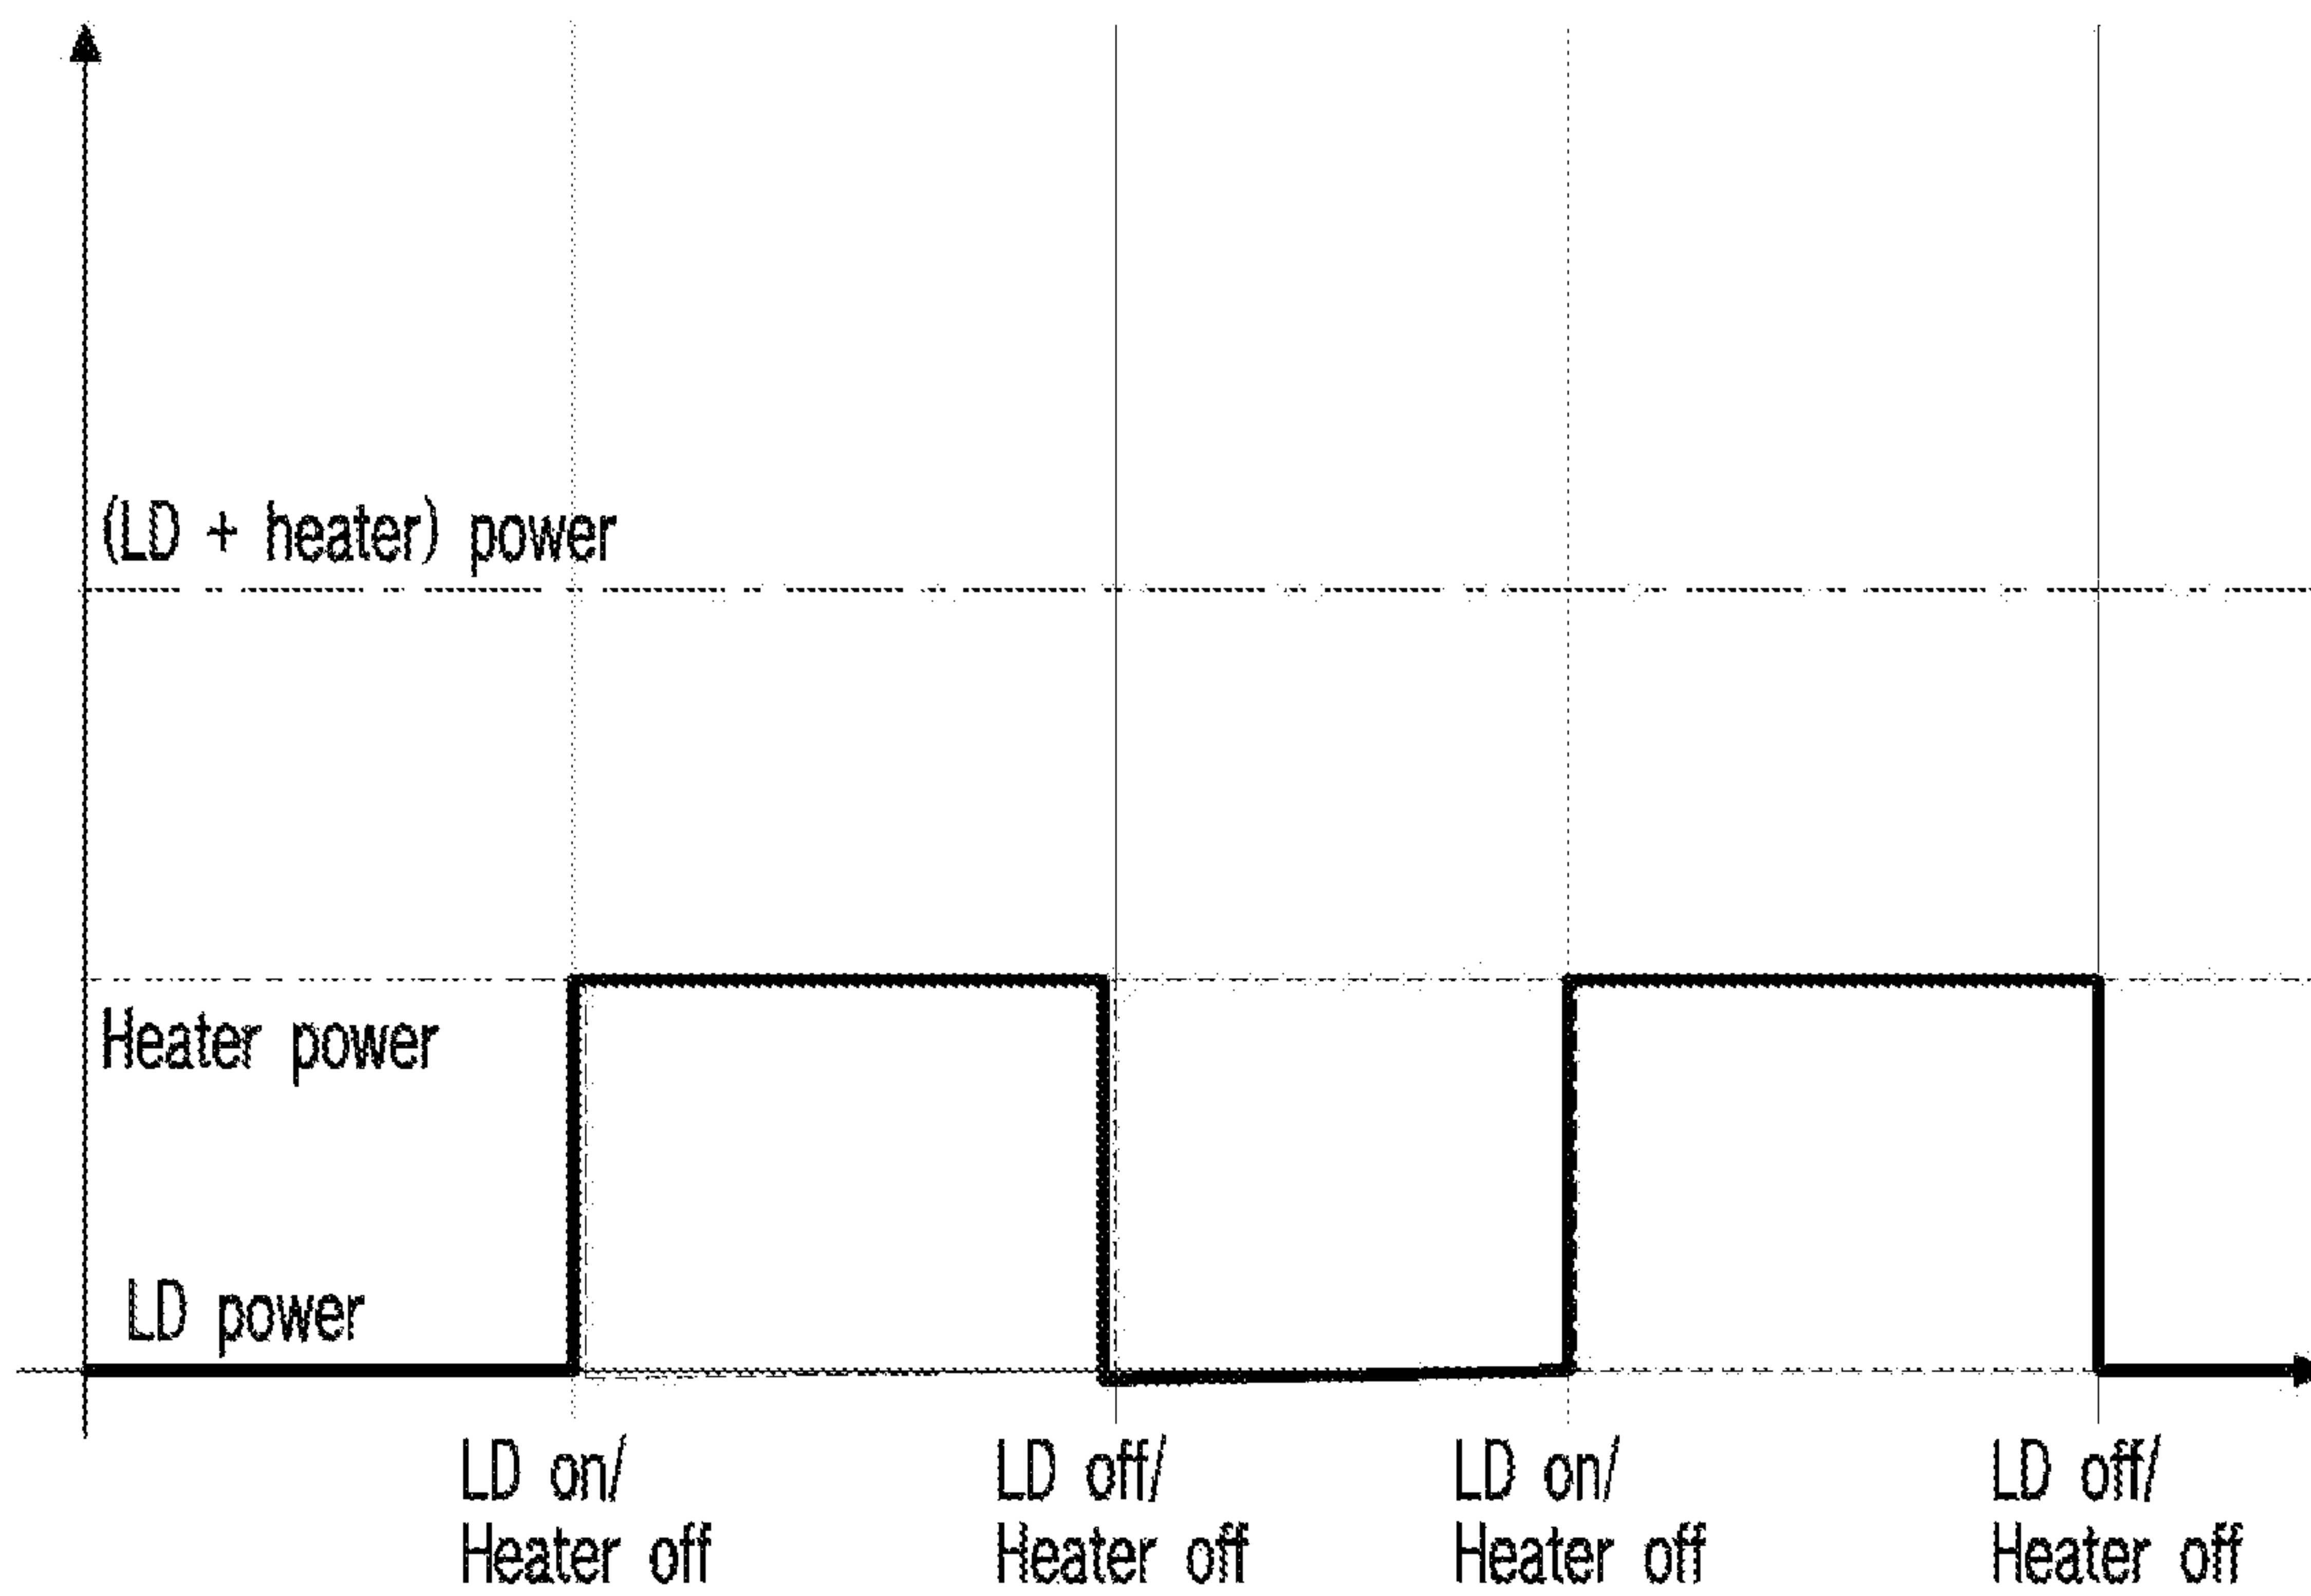 (LD + heater) power
Heater power
LD power
LD on/
Heater off
LD off/
Heater off
LD on/
Heater off
LD off/
Heater off